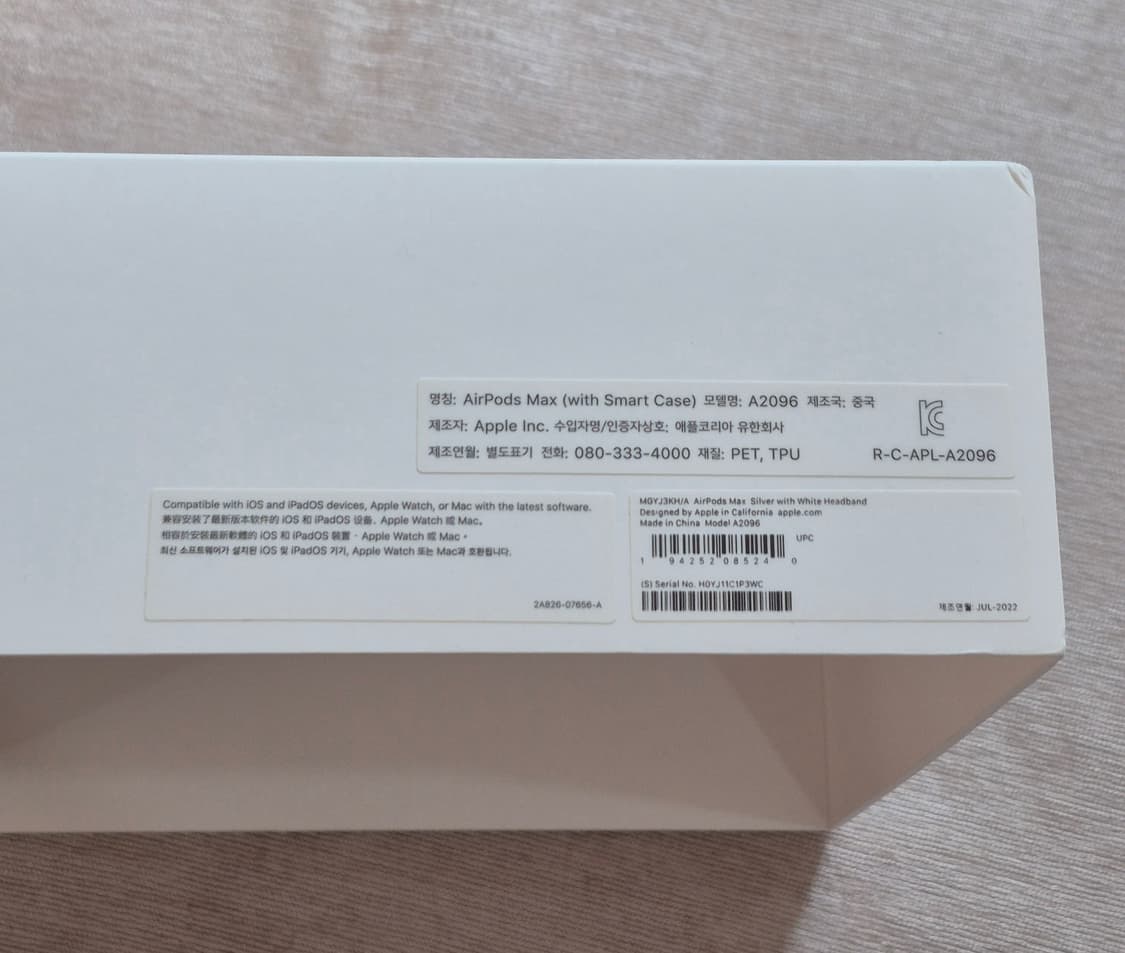 명칭: AirPods Max (with Smart Case) 모델명: A2096 제조국: 중국
제조자: Apple Inc. 수입자명/인증자상호: 애플코리아 유한회사
제조연월: 별도표기 전화: 080-333-4000 재질: PET, TPU
R-C-APL-A2096
Compatible with iOS and iPadOS devices, Apple Watch, or Mac with the latest software.
兼容安装了最新版本软件的 iOS 和 iPadOS 设备、Apple Watch 或 Mac。
相容於安裝最新軟體的 iOS 和 iPadOS 裝置、Apple Watch 或 Mac。
최신 소프트웨어가 설치된 iOS 및 iPadOS 기기, Apple Watch 또는 Mac과 호환됩니다.
2AB26-07656-A
MGYJ3KH/A AirPods Max Silver with White Headband
Designed by Apple in California apple.com
Made in China Model A2096
UPC
1 94252 08524 0
(S) Serial No. H0YJ11C1P3WC
제조연월: JUL-2022